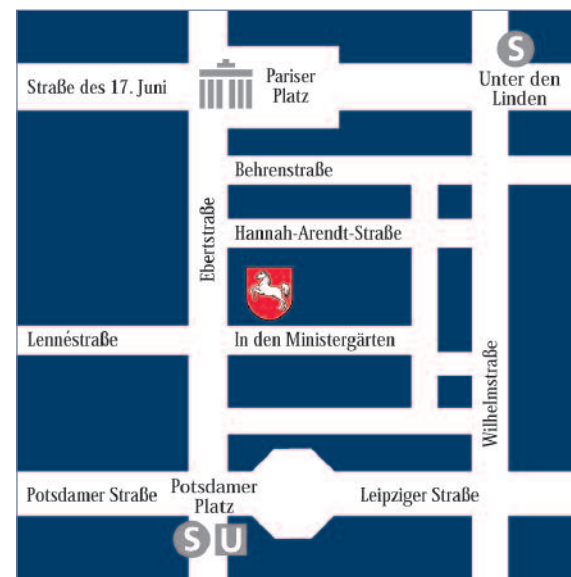 S
Straße des 17. Juni
Pariser
Platz
Unter den
Linden
Behrenstraße
Ebertstraße
Hannah-Arendt-Straße
Lennéstraße
In den Ministergärten
Wilhelmstraße
Potsdamer Straße
Potsdamer
Platz
Leipziger Straße
S U